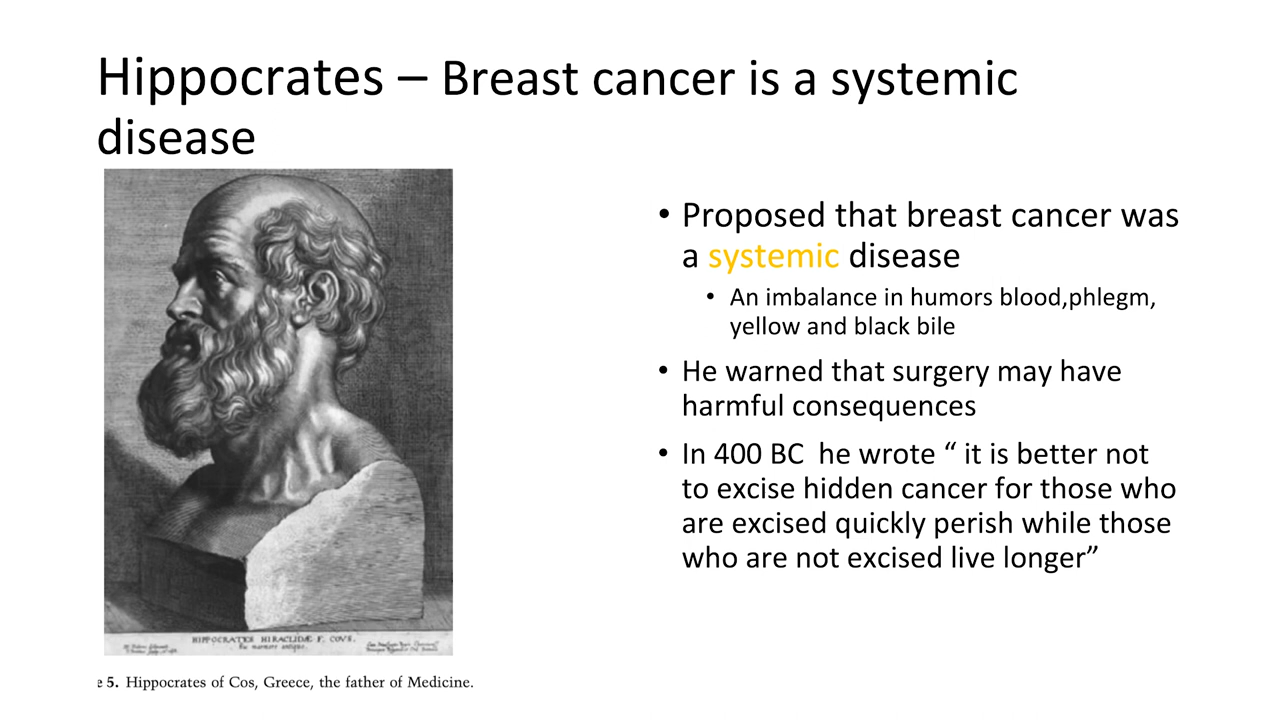 Hippocrates – Breast cancer is a systemic
disease
• Proposed that breast cancer was
a systemic disease
• An imbalance in humors blood,phlegm,
yellow and black bile
• He warned that surgery may have
harmful consequences
• In 400 BC  he wrote “ it is better not
to excise hidden cancer for those who
are excised quickly perish while those
who are not excised live longer”
HIPPOCRATES HIRACLIDÆ F. COVS.
e 5. Hippocrates of Cos, Greece, the father of Medicine.